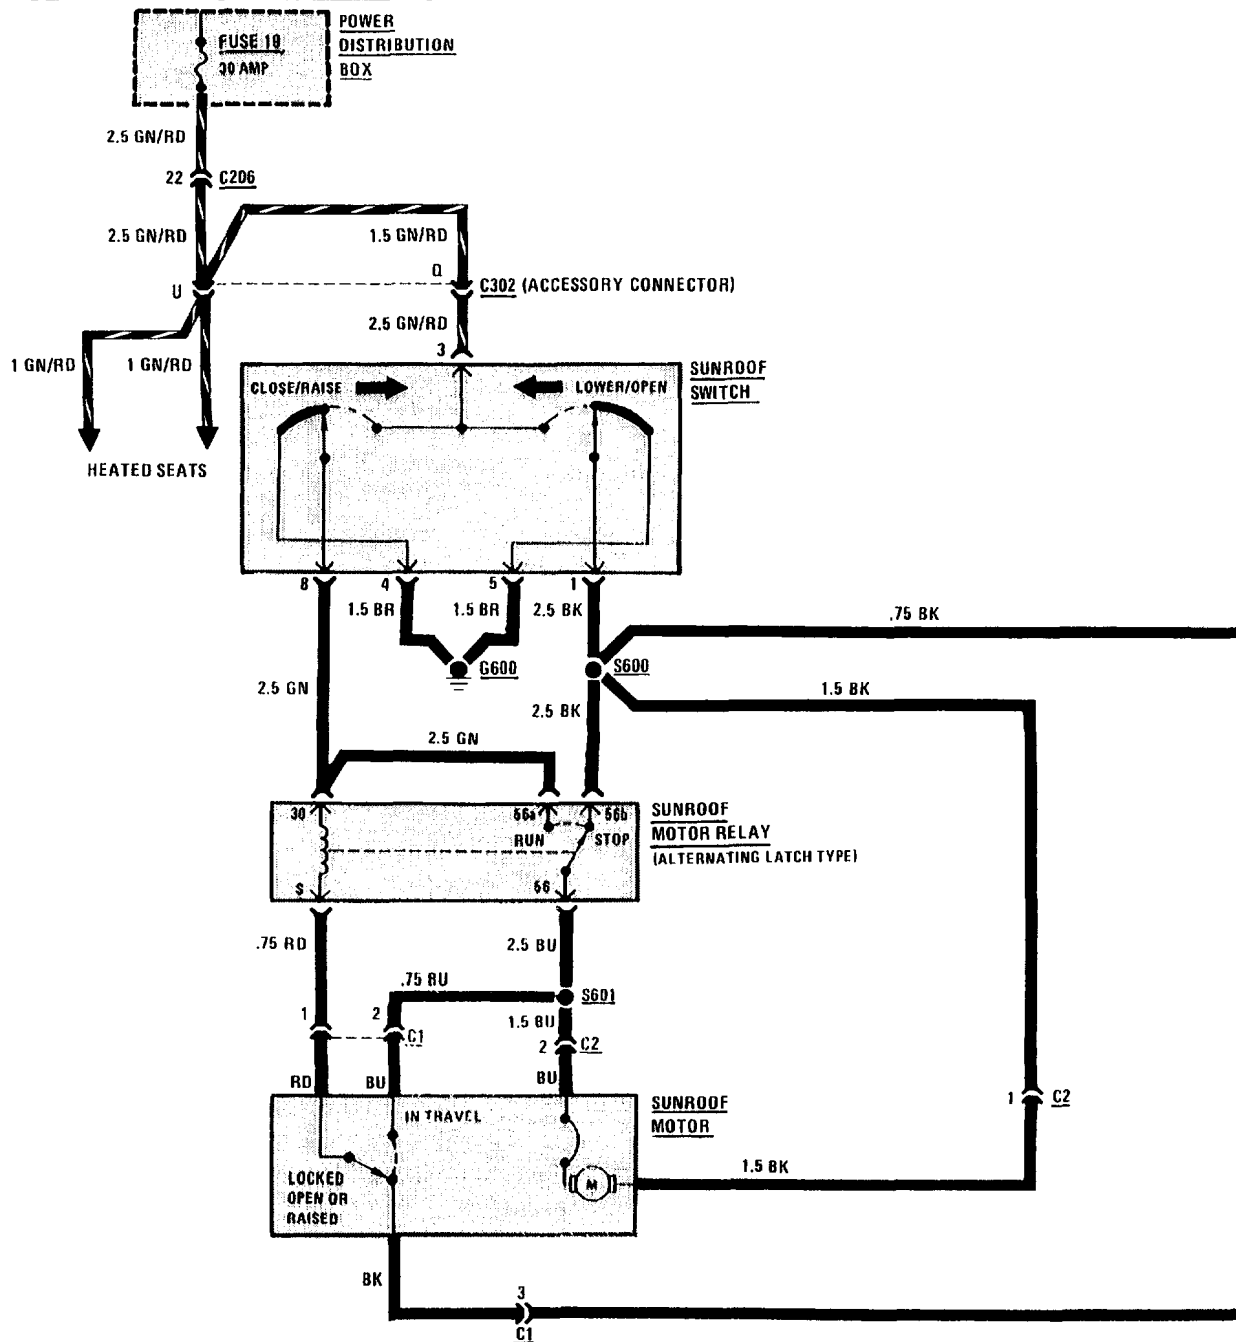 POWER
DISTRIBUTION
BOX
FUSE 19
30 AMP
2.5 GN/RD
22
C206
2.5 GN/RD
1.5 GN/RD
U
Q
C302 (ACCESSORY CONNECTOR)
2.5 GN/RD
1 GN/RD
1 GN/RD
3
HEATED SEATS
SUNROOF
SWITCH
CLOSE/RAISE
LOWER/OPEN
8
4
5
1
1.5 BR
1.5 BR
2.5 BK
.75 BK
G600
S600
2.5 GN
1.5 BK
2.5 BK
2.5 GN
30
56a
56b
RUN
STOP
SUNROOF
MOTOR RELAY
(ALTERNATING LATCH TYPE)
S
56
.75 RD
2.5 BU
.75 BU
S601
1
2
C1
1.5 BU
2
C2
RD
BU
BU
IN TRAVEL
SUNROOF
MOTOR
1
C2
LOCKED
OPEN OR
RAISED
M
1.5 BK
BK
3
C1